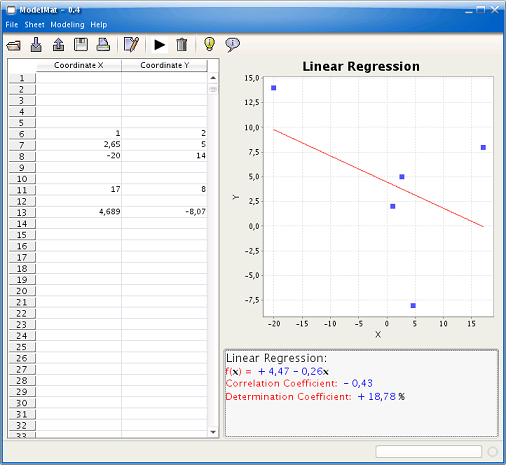 ModelMat - 0.4
File Sheet Modeling Help
Coordinate X Coordinate Y
1
2
3
4
5
6 1 2
7 2,65 5
8 -20 14
9
10
11 17 8
12
13 4,689 -8,07
14
15
16
17
18
19
20
21
22
23
24
25
26
27
28
29
30
31
32
33
Linear Regression
15,0
12,5
10,0
7,5
5,0
2,5
0,0
-2,5
-5,0
-7,5
Y
-20 -15 -10 -5 0 5 10 15
X
Linear Regression:
f(x) = + 4,47 - 0,26x
Correlation Coefficient: - 0,43
Determination Coefficient: + 18,78 %